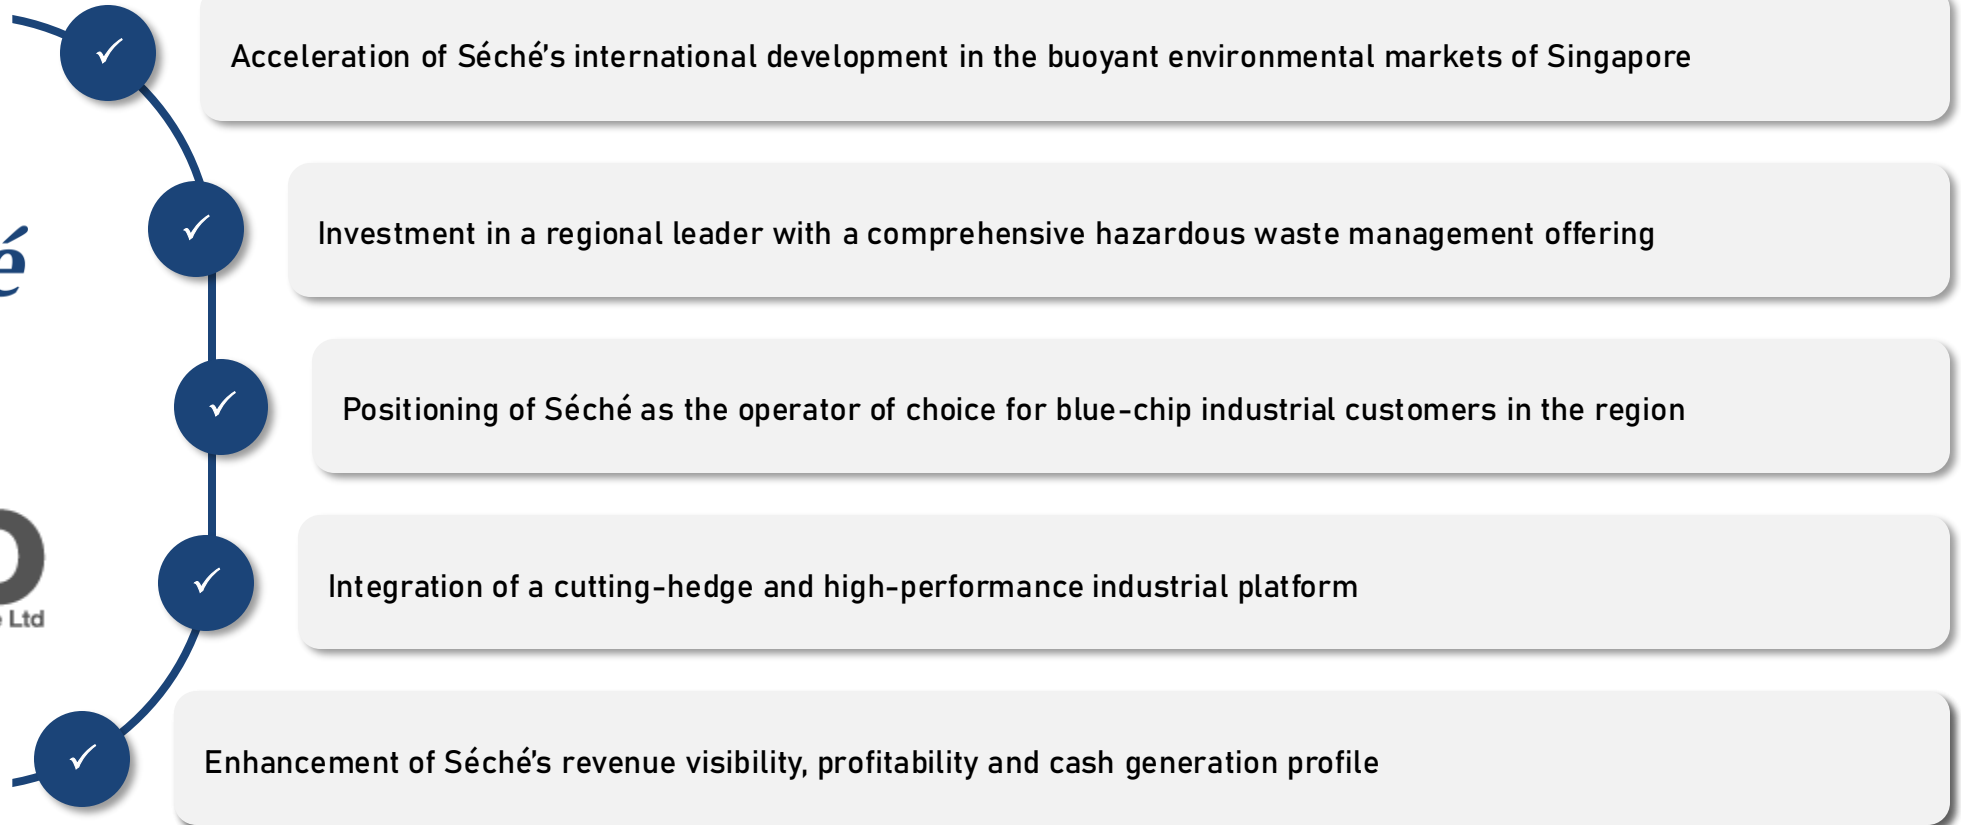 Acceleration of Séché’s international development in the buoyant environmental markets of Singapore
Investment in a regional leader with a comprehensive hazardous waste management offering
é
Positioning of Séché as the operator of choice for blue-chip industrial customers in the region
Integration of a cutting-hedge and high-performance industrial platform
Ltd
Enhancement of Séché’s revenue visibility, profitability and cash generation profile